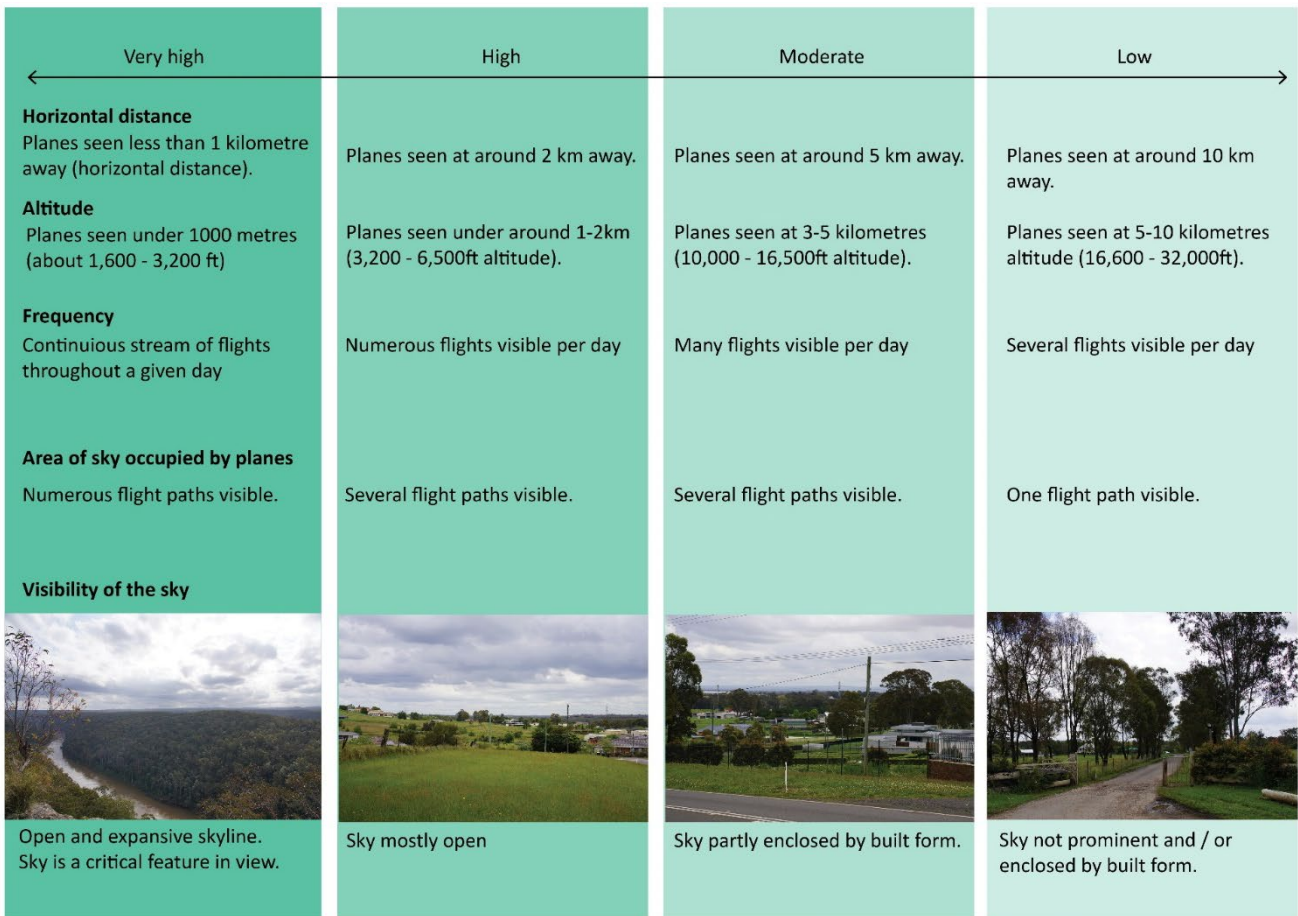 Very high
High
Moderate
Low
Horizontal distance
Planes seen less than 1 kilometre
away (horizontal distance).
Planes seen at around 2 km away.
Planes seen at around 5 km away.
Planes seen at around 10 km
away.
Altitude
Planes seen under 1000 metres
(about 1,600 - 3,200 ft)
Planes seen under around 1-2km
(3,200 - 6,500ft altitude).
Planes seen at 3-5 kilometres
(10,000 - 16,500ft altitude).
Planes seen at 5-10 kilometres
altitude (16,600 - 32,000ft).
Frequency
Continuious stream of flights
throughout a given day
Numerous flights visible per day
Many flights visible per day
Several flights visible per day
Area of sky occupied by planes
Numerous flight paths visible.
Several flight paths visible.
Several flight paths visible.
One flight path visible.
Visibility of the sky
Open and expansive skyline.
Sky is a critical feature in view.
Sky mostly open
Sky partly enclosed by built form.
Sky not prominent and / or
enclosed by built form.